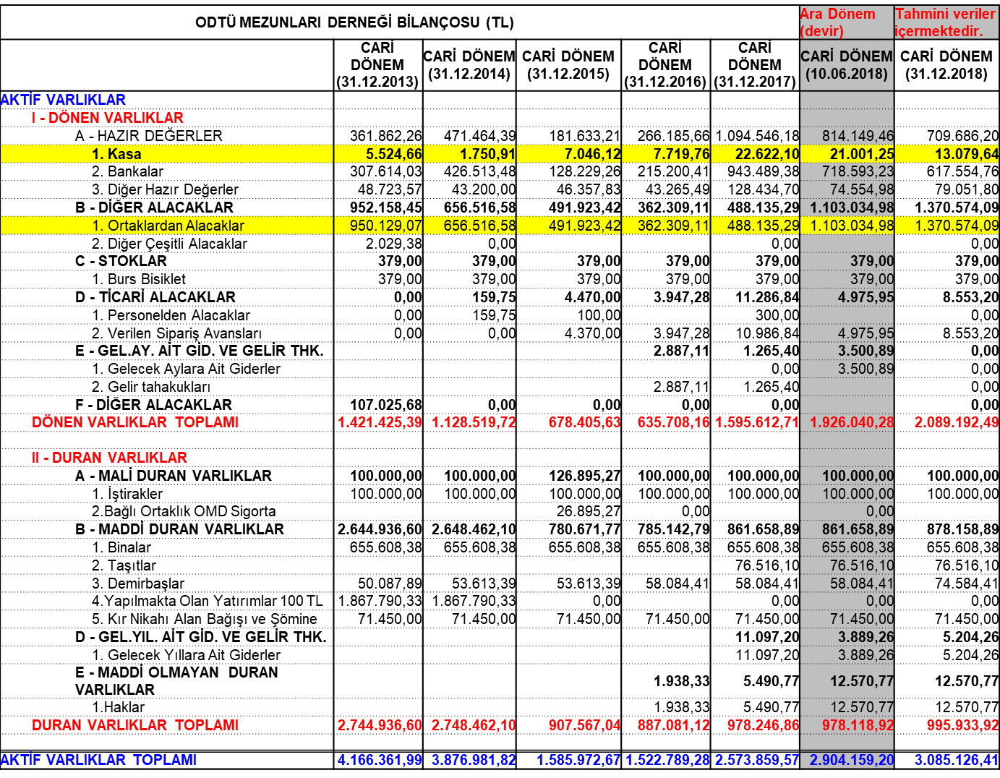 ODTÜ MEZUNLARI DERNEĞİ BİLANÇOSU (TL) Ara Dönem (devir) Tahmini veriler içermektedir.
CARİ DÖNEM (31.12.2013) CARİ DÖNEM (31.12.2014) CARİ DÖNEM (31.12.2015) CARİ DÖNEM (31.12.2016) CARİ DÖNEM (31.12.2017) CARİ DÖNEM (10.06.2018) CARİ DÖNEM (31.12.2018)
AKTİF VARLIKLAR
I - DÖNEN VARLIKLAR
A - HAZIR DEĞERLER 361.862,26 471.464,39 181.633,21 266.185,66 1.094.546,18 814.149,46 709.686,20
1. Kasa 5.524,66 1.750,91 7.046,12 7.719,76 22.622,10 21.001,25 13.079,64
2. Bankalar 307.614,03 426.513,48 128.229,26 215.200,41 943.489,38 718.593,23 617.554,76
3. Diğer Hazır Değerler 48.723,57 43.200,00 46.357,83 43.265,49 128.434,70 74.554,98 79.051,80
B - DİĞER ALACAKLAR 952.158,45 656.516,58 491.923,42 362.309,11 488.135,29 1.103.034,98 1.370.574,09
1. Ortaklardan Alacaklar 950.129,07 656.516,58 491.923,42 362.309,11 488.135,29 1.103.034,98 1.370.574,09
2. Diğer Çeşitli Alacaklar 2.029,38 0,00 0,00 0,00
C - STOKLAR 379,00 379,00 379,00 379,00 379,00 379,00 379,00
1. Burs Bisiklet 379,00 379,00 379,00 379,00 379,00 379,00 379,00
D - TİCARİ ALACAKLAR 0,00 159,75 4.470,00 3.947,28 11.286,84 4.975,95 8.553,20
1. Personelden Alacaklar 0,00 159,75 100,00 300,00 0,00
2. Verilen Sipariş Avansları 0,00 0,00 4.370,00 3.947,28 10.986,84 4.975,95 8.553,20
E - GEL.AY. AİT GİD. VE GELİR THK. 2.887,11 1.265,40 3.500,89 0,00
1. Gelecek Aylara Ait Giderler 0,00 3.500,89 0,00
2. Gelir tahakukları 2.887,11 1.265,40 0,00
F - DİĞER ALACAKLAR 107.025,68 0,00 0,00 0,00 0,00 0,00
DÖNEN VARLIKLAR TOPLAMI 1.421.425,39 1.128.519,72 678.405,63 635.708,16 1.595.612,71 1.926.040,28 2.089.192,49
II - DURAN VARLIKLAR
A - MALİ DURAN VARLIKLAR 100.000,00 100.000,00 126.895,27 100.000,00 100.000,00 100.000,00 100.000,00
1. İştirakler 100.000,00 100.000,00 100.000,00 100.000,00 100.000,00 100.000,00 100.000,00
2.Bağlı Ortaklık OMD Sigorta 26.895,27 0,00 0,00
B - MADDİ DURAN VARLIKLAR 2.644.936,60 2.648.462,10 780.671,77 785.142,79 861.658,89 861.658,89 878.158,89
1. Binalar 655.608,38 655.608,38 655.608,38 655.608,38 655.608,38 655.608,38 655.608,38
2. Taşıtlar 76.516,10 76.516,10 76.516,10
3. Demirbaşlar 50.087,89 53.613,39 53.613,39 58.084,41 58.084,41 58.084,41 74.584,41
4.Yapılmakta Olan Yatırımlar 100 TL 1.867.790,33 1.867.790,33 0,00 0,00 0,00 0,00
5. Kır Nikahı Alan Bağışı ve Şömine 71.450,00 71.450,00 71.450,00 71.450,00 71.450,00 71.450,00 71.450,00
D - GEL.YIL. AİT GİD. VE GELİR THK. 11.097,20 3.889,26 5.204,26
1. Gelecek Yıllara Ait Giderler 11.097,20 3.889,26 5.204,26
E - MADDİ OLMAYAN DURAN VARLIKLAR 1.938,33 5.490,77 12.570,77 12.570,77
1.Haklar 1.938,33 5.490,77 12.570,77 12.570,77
DURAN VARLIKLAR TOPLAMI 2.744.936,60 2.748.462,10 907.567,04 887.081,12 978.246,86 978.118,92 995.933,92
AKTİF VARLIKLAR TOPLAMI 4.166.361,99 3.876.981,82 1.585.972,67 1.522.789,28 2.573.859,57 2.904.159,20 3.085.126,41